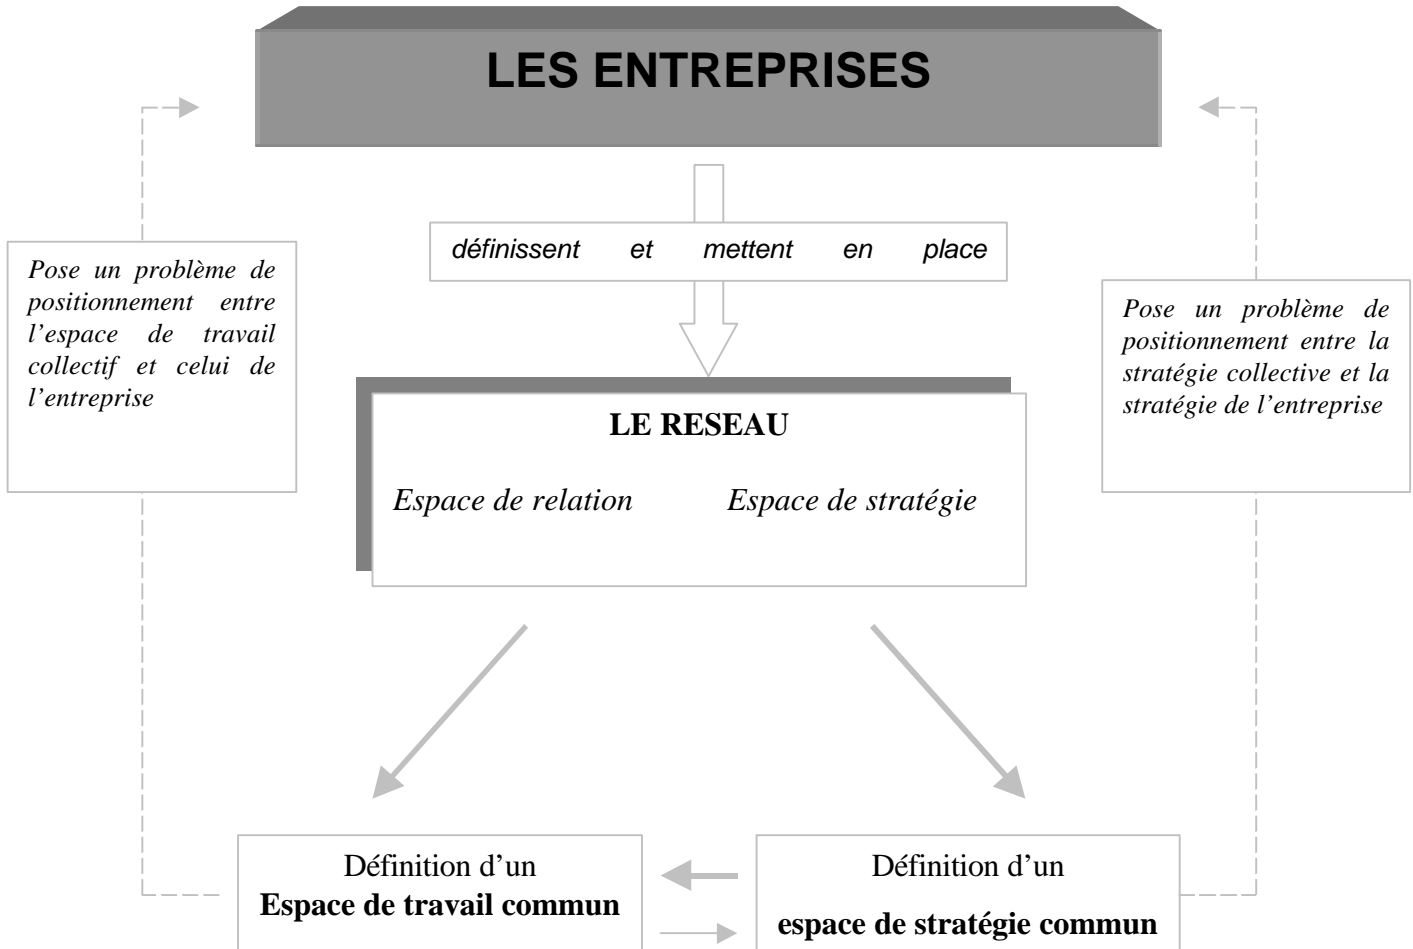 LES ENTREPRISES
définissent et mettent en place
Pose un problème de
positionnement entre
l’espace de travail
collectif et celui de
l’entreprise
Pose un problème de
positionnement entre la
stratégie collective et la
stratégie de l’entreprise
LE RESEAU
Espace de relation Espace de stratégie
Définition d’un
Espace de travail commun
Définition d’un
espace de stratégie commun